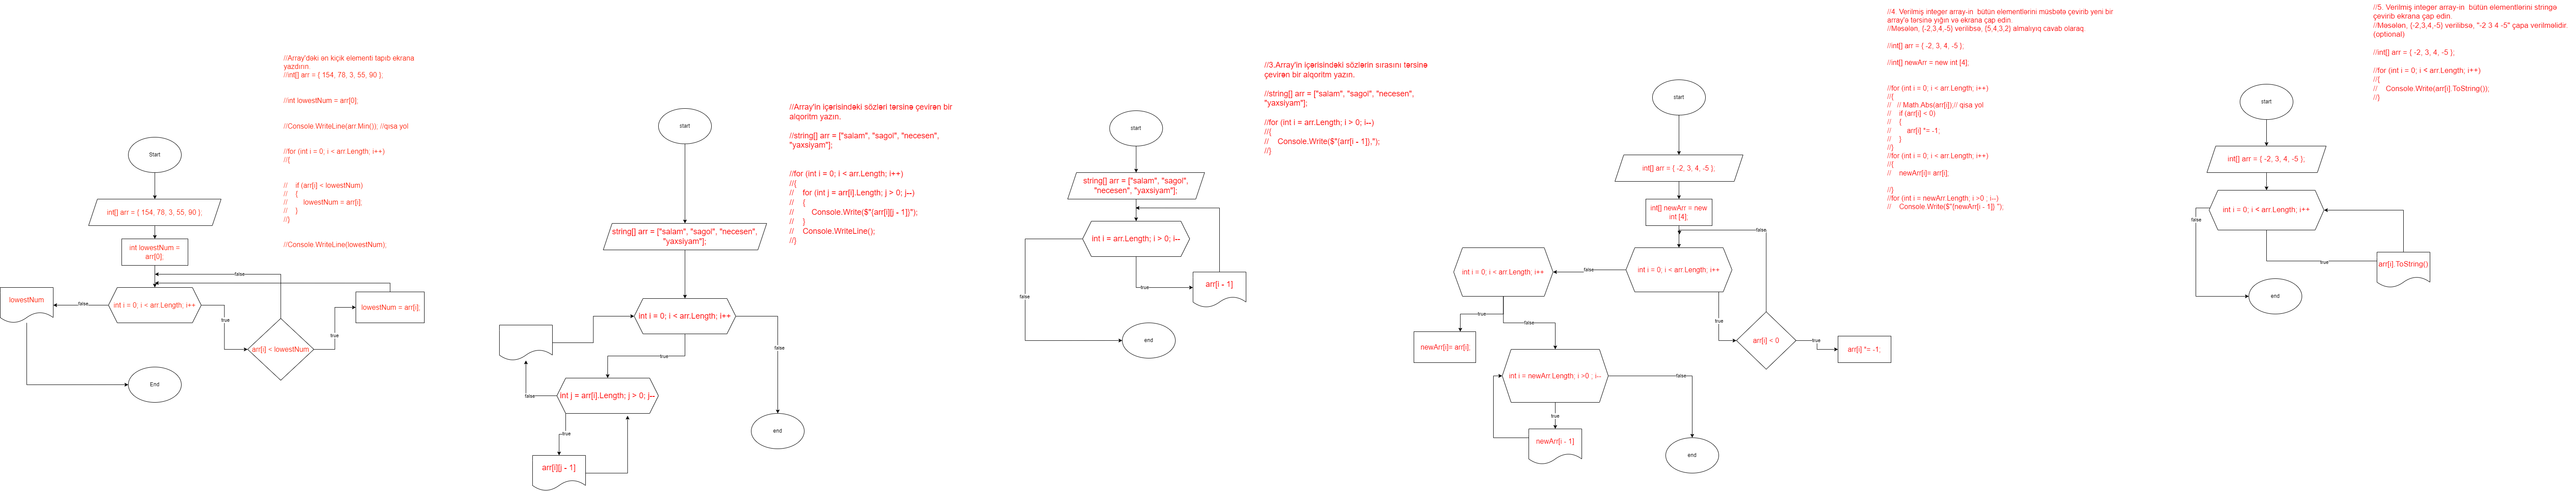 //Array'dəki ən kiçik elementi tapıb ekrana
yazdırın.
//int[] arr = { 154, 78, 3, 55, 90 };
//int lowestNum = arr[0];
//Console.WriteLine(arr.Min()); //qısa yol
//for (int i = 0; i < arr.Length; i++)
//{
//    if (arr[i] < lowestNum)
//    {
//        lowestNum = arr[i];
//    }
//}
//Console.WriteLine(lowestNum);
Start
int[] arr = { 154, 78, 3, 55, 90 };
int lowestNum =
arr[0];
false
lowestNum
false
int i = 0; i < arr.Length; i++
true
lowestNum = arr[i];
true
arr[i] < lowestNum
End
//Array'in içərisindəki sözləri tərsinə çevirən bir
alqoritm yazın.
//string[] arr = ["salam", "sagol", "necesen",
"yaxsiyam"];
//for (int i = 0; i < arr.Length; i++)
//{
//    for (int j = arr[i].Length; j > 0; j--)
//    {
//        Console.Write($"{arr[i][j - 1]}");
//    }
//    Console.WriteLine();
//}
start
string[] arr = ["salam", "sagol", "necesen",
"yaxsiyam"];
int i = 0; i < arr.Length; i++
false
true
int j = arr[i].Length; j > 0; j--
false
true
arr[i][j - 1]
end
//3.Array'in içərisindəki sözlərin sırasını tərsinə
çevirən bir alqoritm yazın.
//string[] arr = ["salam", "sagol", "necesen",
"yaxsiyam"];
//for (int i = arr.Length; i > 0; i--)
//{
//    Console.Write($"{arr[i - 1]},");
//}
start
string[] arr = ["salam", "sagol",
"necesen", "yaxsiyam"];
int i = arr.Length; i > 0; i--
true
arr[i - 1]
false
end
//4. Verilmiş integer array-in  bütün elementlərini müsbətə çevirib yeni bir
array'ə tərsinə yığın və ekrana çap edin.
//Məsələn, {-2,3,4,-5} verilibsə, {5,4,3,2} almalıyıq cavab olaraq.
//int[] arr = { -2, 3, 4, -5 };
//int[] newArr = new int [4];
//for (int i = 0; i < arr.Length; i++)
//{
//   // Math.Abs(arr[i]);// qısa yol
//    if (arr[i] < 0)
//    {
//        arr[i] *= -1;
//    }
//}
//for (int i = 0; i < arr.Length; i++)
//{
//    newArr[i]= arr[i];
//}
//for (int i = newArr.Length; i >0 ; i--)
//    Console.Write($"{newArr[i - 1]} ");
start
int[] arr = { -2, 3, 4, -5 };
int[] newArr = new
int [4];
false
int i = 0; i < arr.Length; i++
false
int i = 0; i < arr.Length; i++
true
true
false
newArr[i]= arr[i];
arr[i] < 0
true
arr[i] *= -1;
int i = newArr.Length; i >0 ; i--
false
true
newArr[i - 1]
end
//5. Verilmiş integer array-in  bütün elementlərini stringə
çevirib ekrana çap edin.
//Məsələn, {-2,3,4,-5} verilibsə, "-2 3 4 -5" çapa verilməlidir.
(optional)
//int[] arr = { -2, 3, 4, -5 };
//for (int i = 0; i < arr.Length; i++)
//{
//    Console.Write(arr[i].ToString());
//}
start
int[] arr = { -2, 3, 4, -5 };
int i = 0; i < arr.Length; i++
false
true
arr[i].ToString()
end